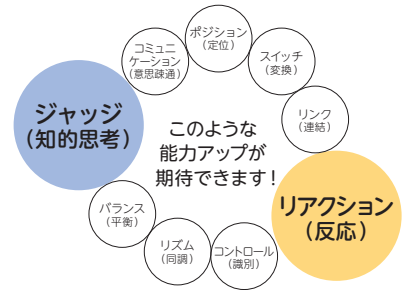 ポジション
（定位）
コミュニ
ケーション
（意思疎通）
スイッチ
（変換）
リンク
（連結）
ジャッジ
（知的思考）
このような
能力アップが
期待できます！
リアクション
（反応）
バランス
（平衡）
リズム
（同調）
コントロール
（識別）